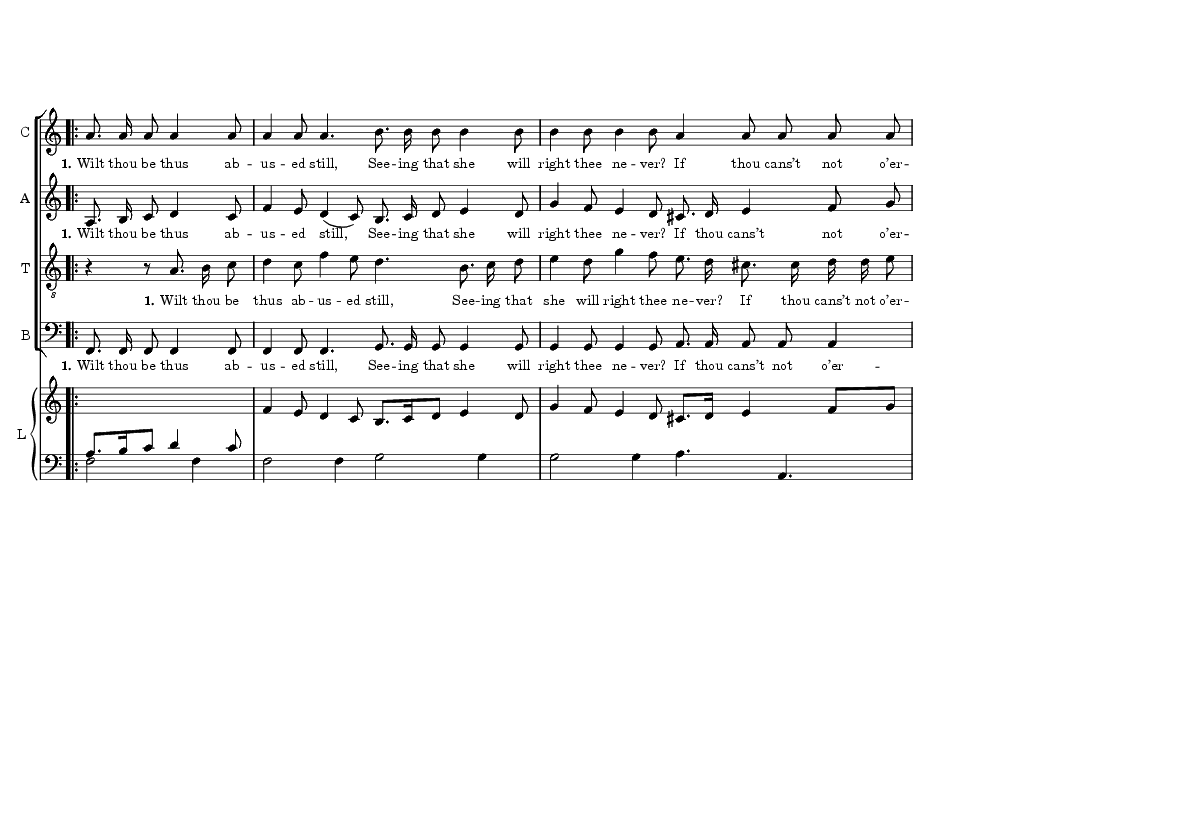 C
1. Wilt thou be thus ab - us - ed still, See - ing that she will right thee ne - ver? If thou cans't not o'er -
A
1. Wilt thou be thus ab - us - ed still, See - ing that she will right thee ne - ver? If thou cans't not o'er -
T
8
1. Wilt thou be thus ab - us - ed still, See - ing that she will right thee ne - ver? If thou cans't not o'er -
B
1. Wilt thou be thus ab - us - ed still, See - ing that she will right thee ne - ver? If thou cans't not o'er -
L